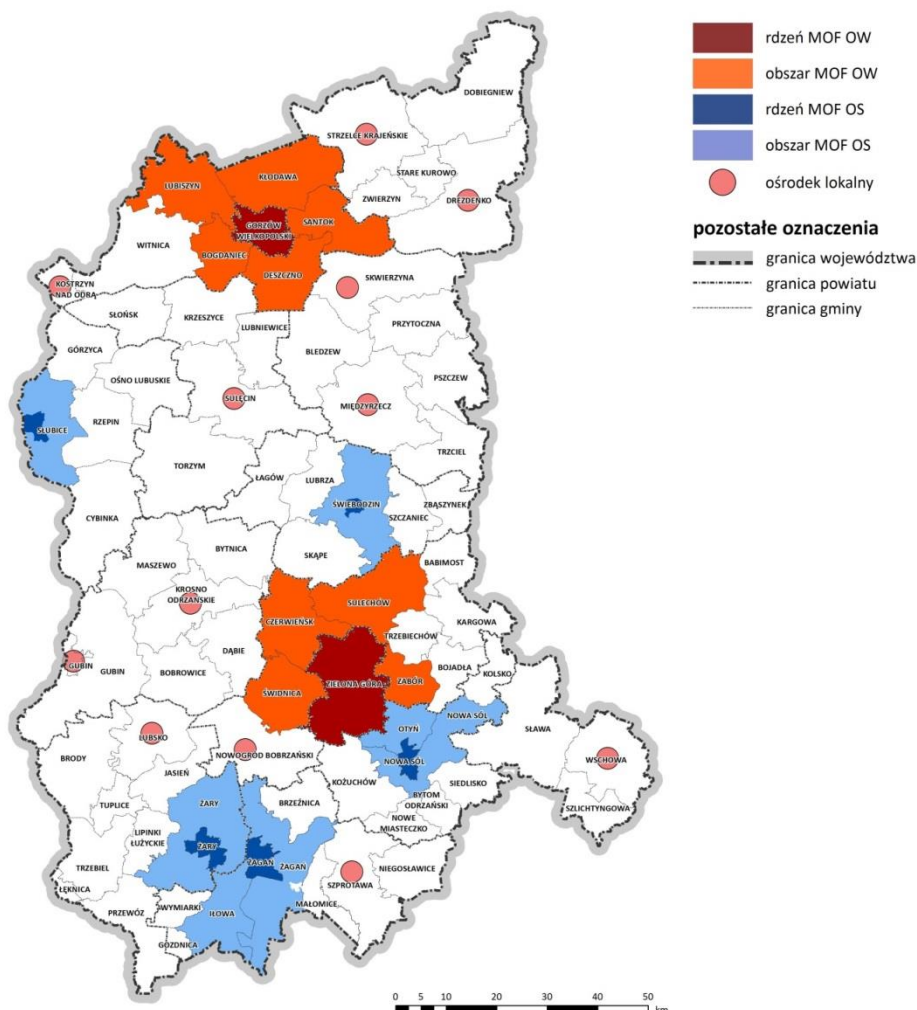 rdzeń MOF OW
obszar MOF OW
rdzeń MOF OS
obszar MOF OS
ośrodek lokalny
pozostałe oznaczenia
granica województwa
granica powiatu
granica gminy
DOBIEGNIEW
STRZELCE KRAJEŃSKIE
STARE KUROWO
KŁODAWA
LUBISZYN
ZWIERZYN
DREZDENKO
SANTOK
GORZÓW
WIELKOPOLSKI
WITNICA
BOGDANIEC
DESZCZNO
SKWIERZYNA
KOSTRZYN
NAD ODRĄ
SŁOŃSK
KRZESZYCE
LUBNIEWICE
PRZYTOCZNA
GÓRZYCA
BLEDZEW
PSZCZEW
OŚNO LUBUSKIE
SULĘCIN
MIĘDZYRZECZ
RZEPIN
SŁUBICE
TRZCIEL
TORZYM
ŁAGÓW
LUBRZA
ŚWIEBODZIN
ZBĄSZYNEK
SZCZANIEC
CYBINKA
BYTNICA
SKĄPE
MASZEWO
BABIMOST
KROSNO
ODRZAŃSKIE
SULECHÓW
CZERWIEŃSK
KARGOWA
TRZEBIECHÓW
DĄBIE
GUBIN
GUBIN
BOBROWICE
BOJADŁA
KOLSKO
ZIELONA GÓRA
ZABÓR
ŚWIDNICA
NOWA SÓL
OTYŃ
SŁAWA
LUBSKO
BRODY
NOWOGRÓD BOBRZAŃSKI
NOWA SÓL
WSCHOWA
JASIEŃ
KOŻUCHÓW
SIEDLISKO
BYTOM
ODRZAŃSKI
TUPLICE
ŻARY
BRZEŹNICA
SZLICHTYNGOWA
NOWE
MIASTECZKO
LIPINKI
ŁUŻYCKIE
ŻARY
ŻAGAŃ
ŻAGAŃ
TRZEBIEL
NIEGOSŁAWICE
SZPROTAWA
ŁĘKNICA
MAŁOMICE
PRZEWÓZ
WYMIARKI
IŁOWA
GOZDNICA
0 5 10 20 30 40 50
km